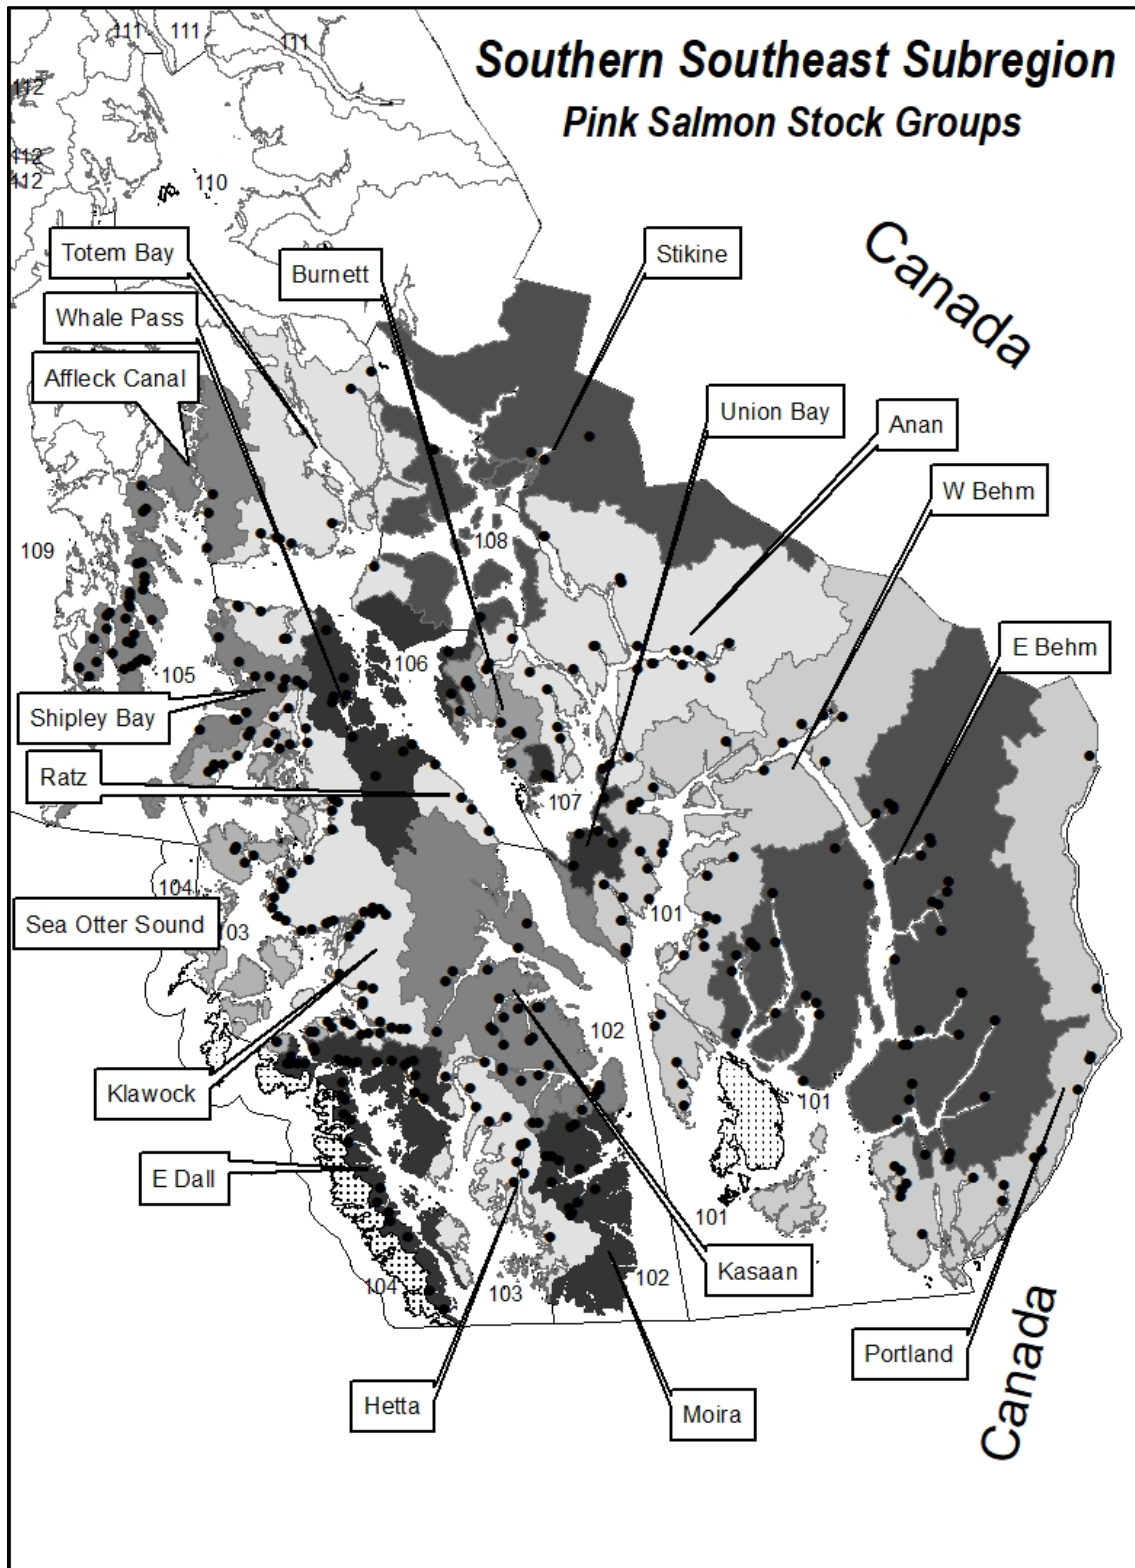 Southern Southeast Subregion
Pink Salmon Stock Groups
111
111
111
112
112
112
110
Canada
Totem Bay
Burnett
Stikine
Whale Pass
Affleck Canal
Union Bay
Anan
W Behm
109
108
E Behm
105
106
Shipley Bay
Ratz
107
104
Sea Otter Sound
03
101
Klawock
102
101
E Dall
101
104
103
102
Kasaan
Portland
Hetta
Moira
Canada